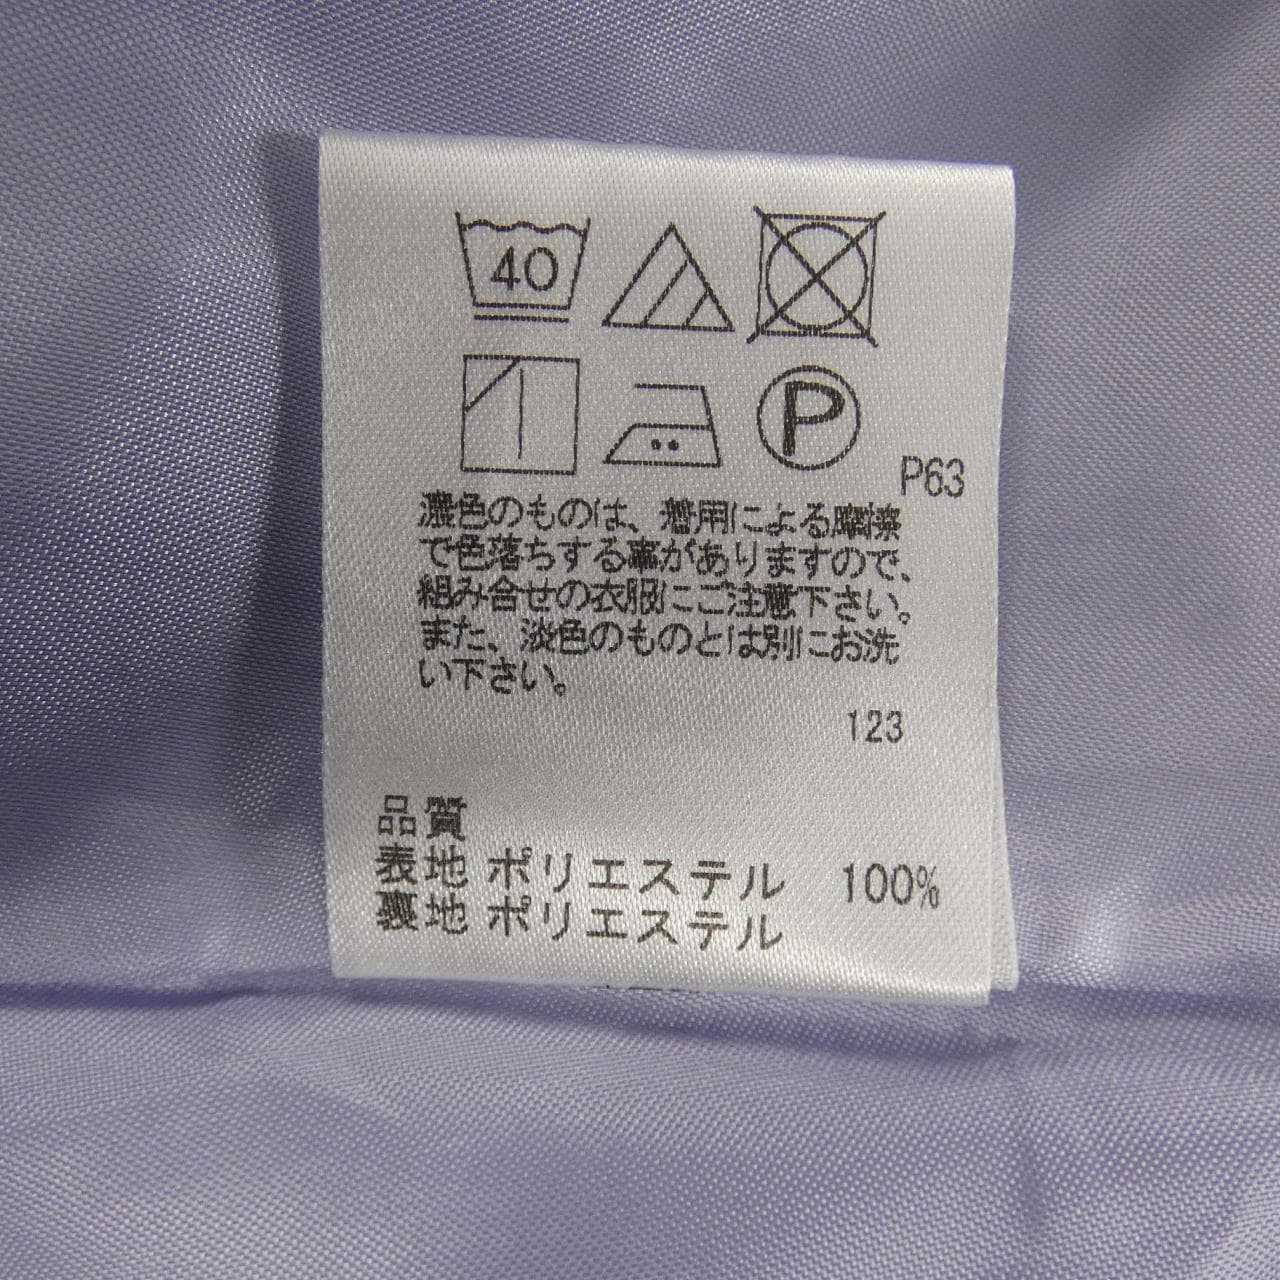 40
P
P63
濃色のものは、着用による摩擦
で色落ちする事がありますので、
組み合せの衣服にご注意下さい。
また、淡色のものとは別にお洗
い下さい。
123
品質
表地 ポリエステル 100%
裏地 ポリエステル